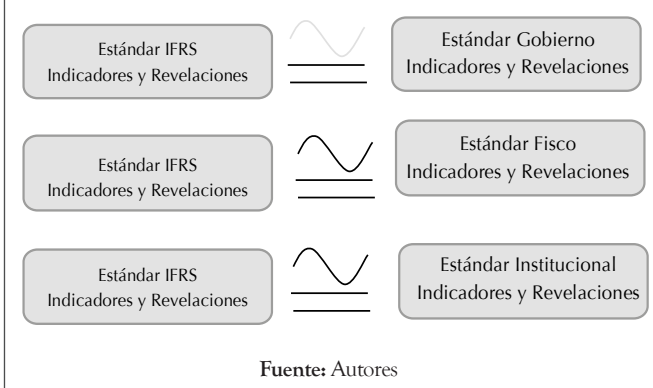 Estándar IFRS
Indicadores y Revelaciones
Estándar Gobierno
Indicadores y Revelaciones
Estándar IFRS
Indicadores y Revelaciones
Estándar Fisco
Indicadores y Revelaciones
Estándar IFRS
Indicadores y Revelaciones
Estándar Institucional
Indicadores y Revelaciones
Fuente: Autores